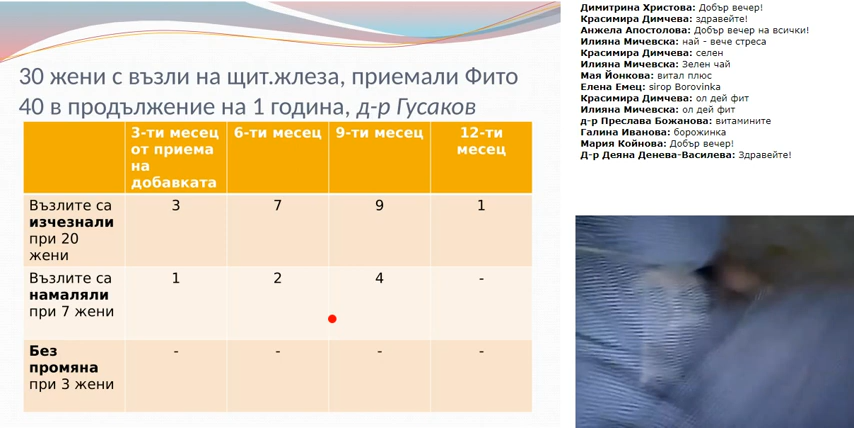 30 жени с възли на щит.жлеза, приемали Фито
40 в продължение на 1 година, д-р Гусаков
3-ти месец
от приема
на
добавката
6-ти месец
9-ти месец
12-ти
месец
Възлите са
изчезнали
при 20
жени
3
7
9
1
Възлите са
намаляли
при 7 жени
1
2
4
-
Без
промяна
при 3 жени
-
-
-
-
Димитрина Христова: Добър вечер!
Красимира Димчева: здравейте!
Анжела Апостолова: Добър вечер на всички!
Илияна Мичевска: най - вече стреса
Красимира Димчева: селен
Илияна Мичевска: Зелен чай
Мая Йонкова: витал плюс
Елена Емец: sirop Borovinka
Красимира Димчева: ол дей фит
Илияна Мичевска: ол дей фит
д-р Преслава Божанова: витамините
Галина Иванова: борожинка
Мария Койнова: Добър вечер!
Д-р Деяна Денева-Василева: Здравейте!